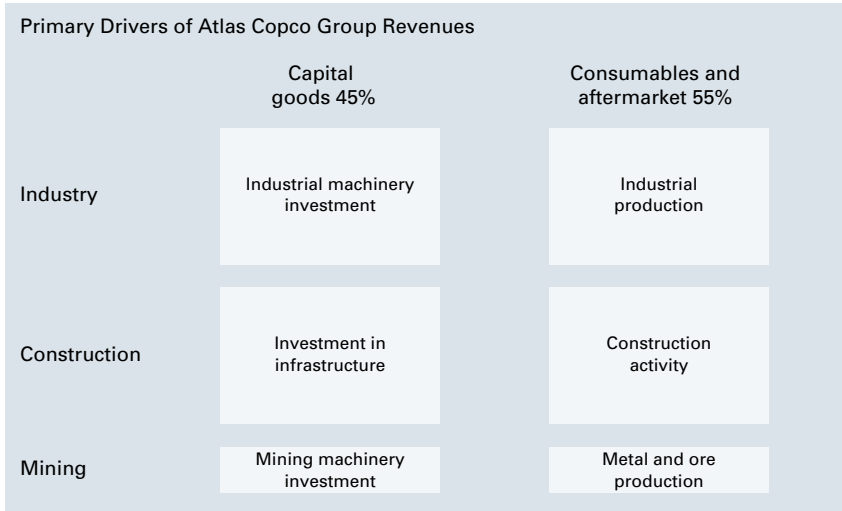 Primary Drivers of Atlas Copco Group Revenues
Capital
goods 45%
Consumables and
aftermarket 55%
Industry
Industrial machinery
investment
Industrial
production
Construction
Investment in
infrastructure
Construction
activity
Mining
Mining machinery
investment
Metal and ore
production